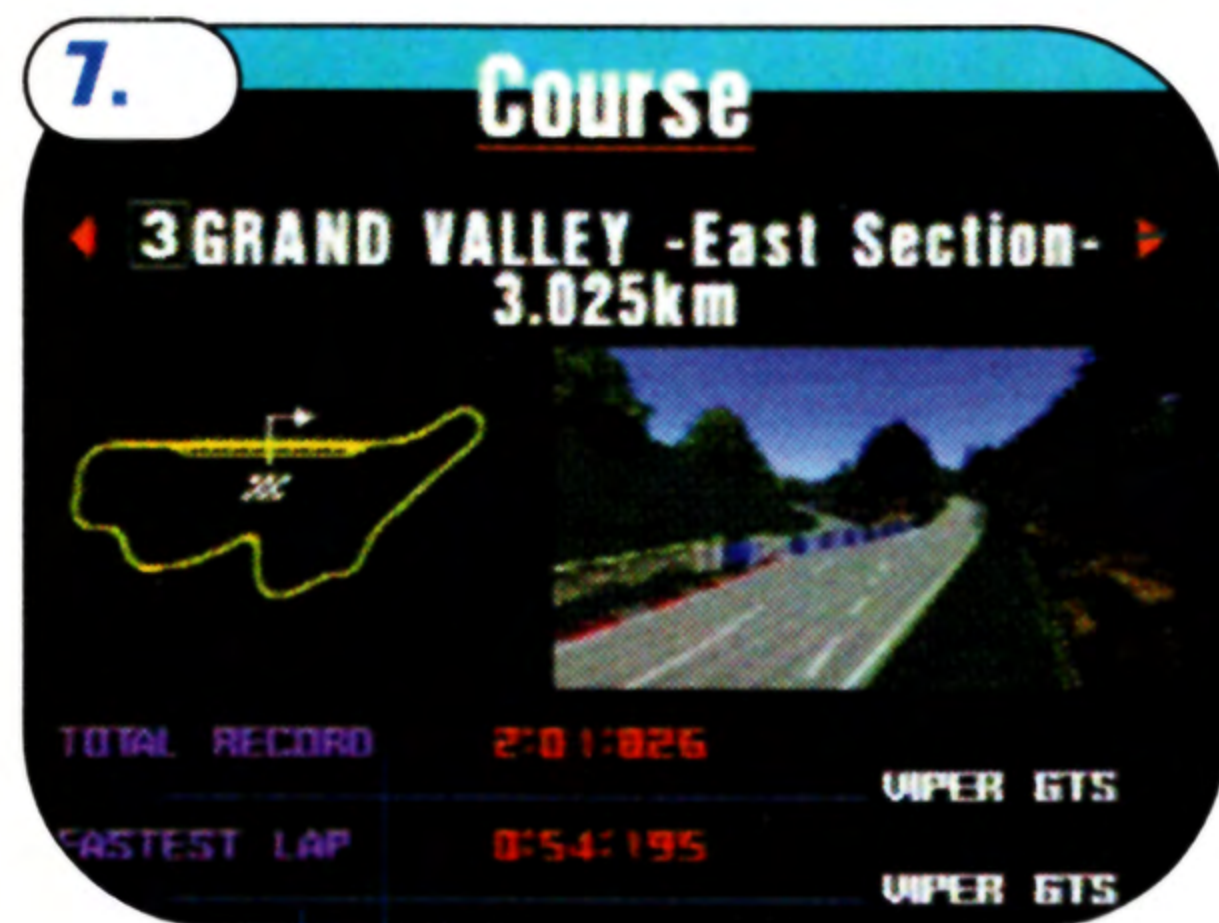 7.
Course
3 GRAND VALLEY -East Section-
3.025km
TOTAL RECORD 2:01:826
VIPER GTS
FASTEST LAP 0:54:195
VIPER GTS